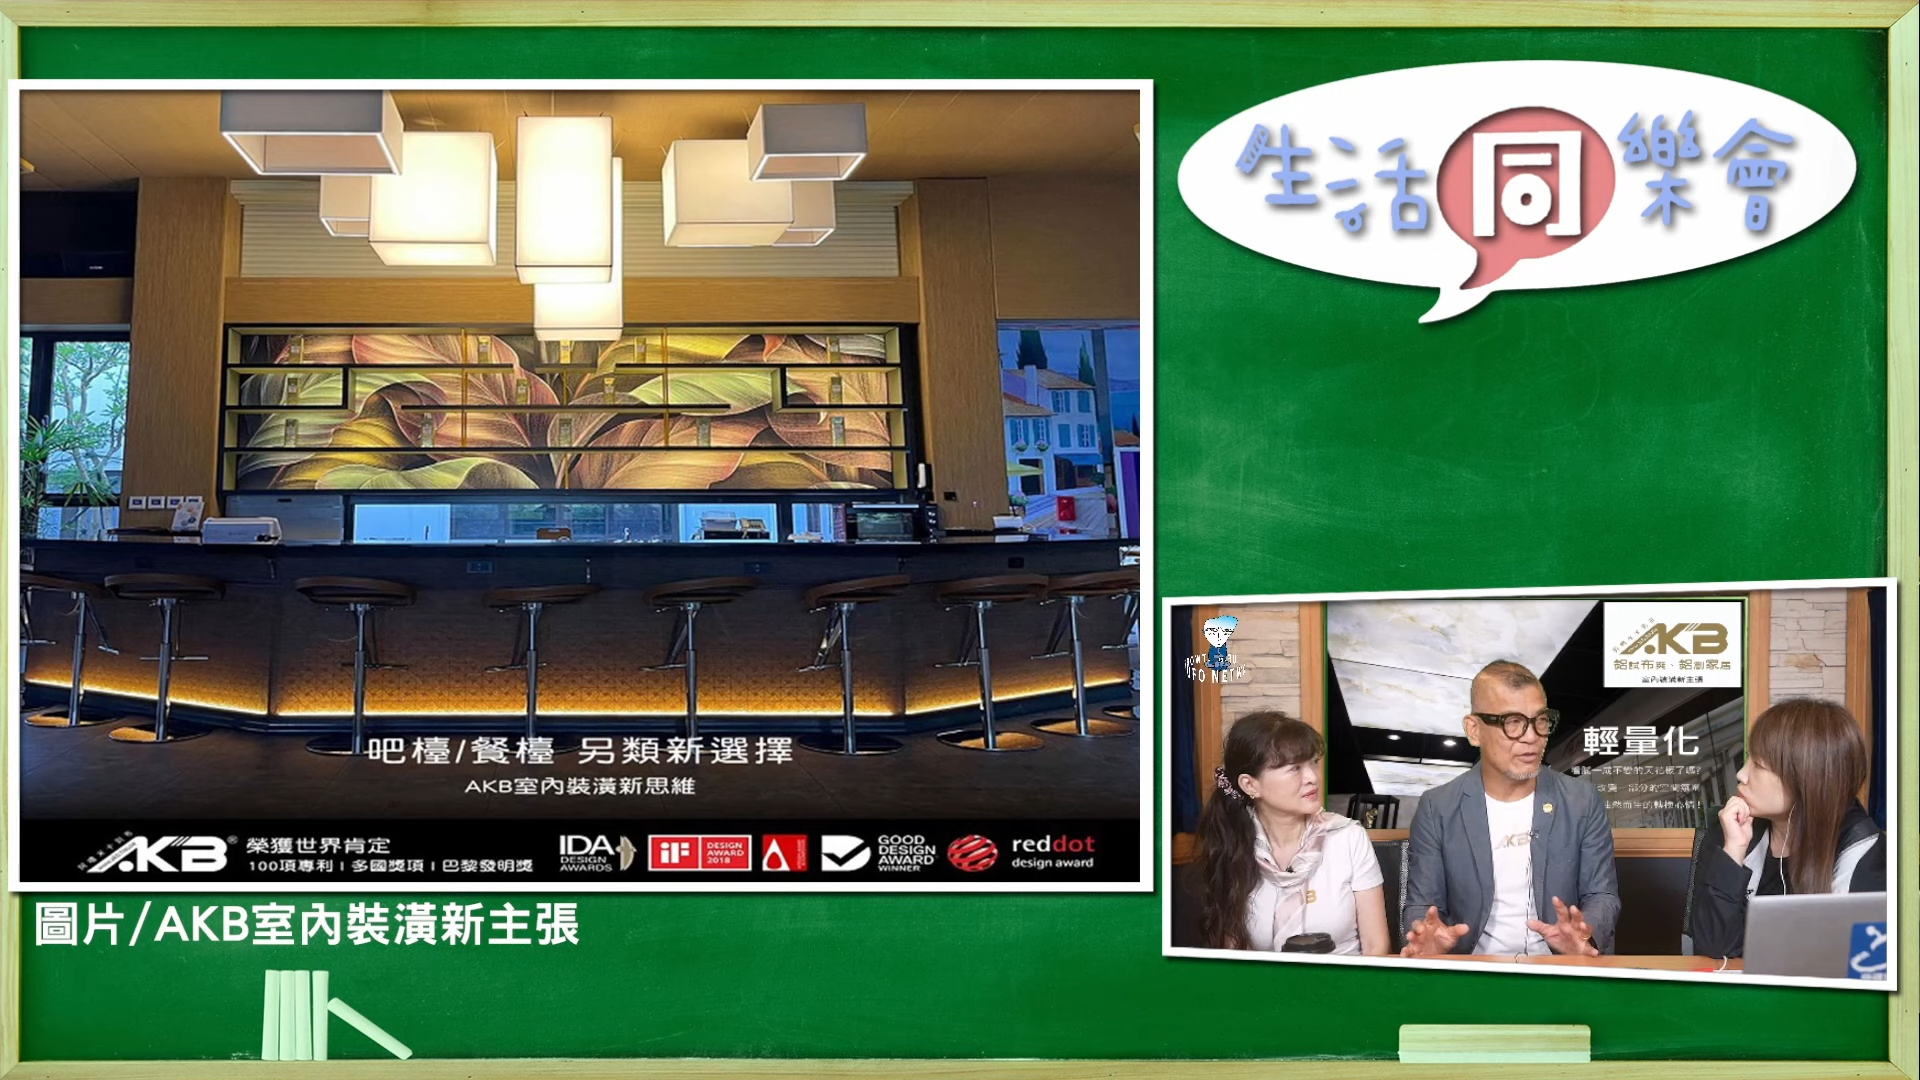 生活同樂會
吧檯/餐檯 另類新選擇
AKB室內裝潢新思維
AKB®
榮獲世界肯定
100項專利 | 多國獎項 | 巴黎發明獎
IDA
DESIGN
AWARDS
iF
DESIGN
AWARD
2018
GOOD
DESIGN
AWARD
WINNER
reddot
design award
圖片/AKB室內裝潢新主張
AKB
鋁試布爽、鋁創家居
室內裝潢新主張
輕量化